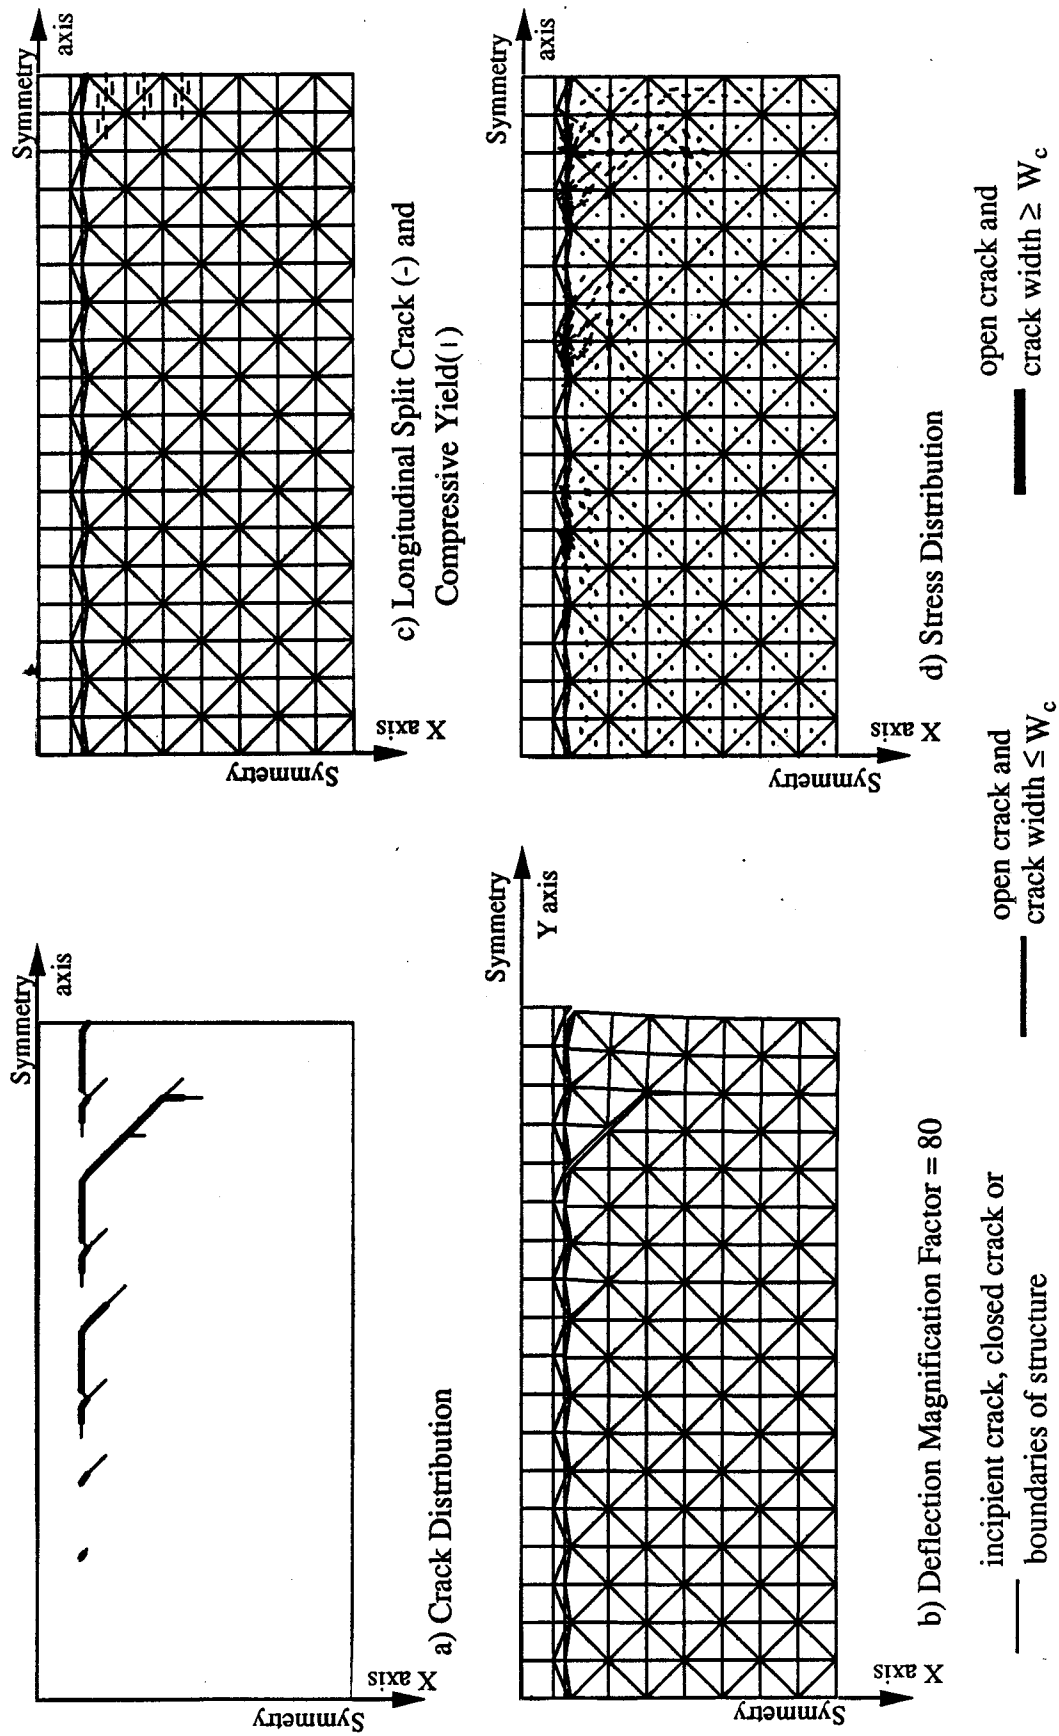 Symmetry
axis
Symmetry
X axis
a) Crack Distribution
Symmetry
axis
Symmetry
X axis
c) Longitudinal Split Crack (-) and
Compressive Yield(ı)
Symmetry
Y axis
Symmetry
X axis
b) Deflection Magnification Factor = 80
Symmetry
axis
Symmetry
X axis
d) Stress Distribution
incipient crack, closed crack or
boundaries of structure
open crack and
crack width ≤ Wc
open crack and
crack width ≥ Wc